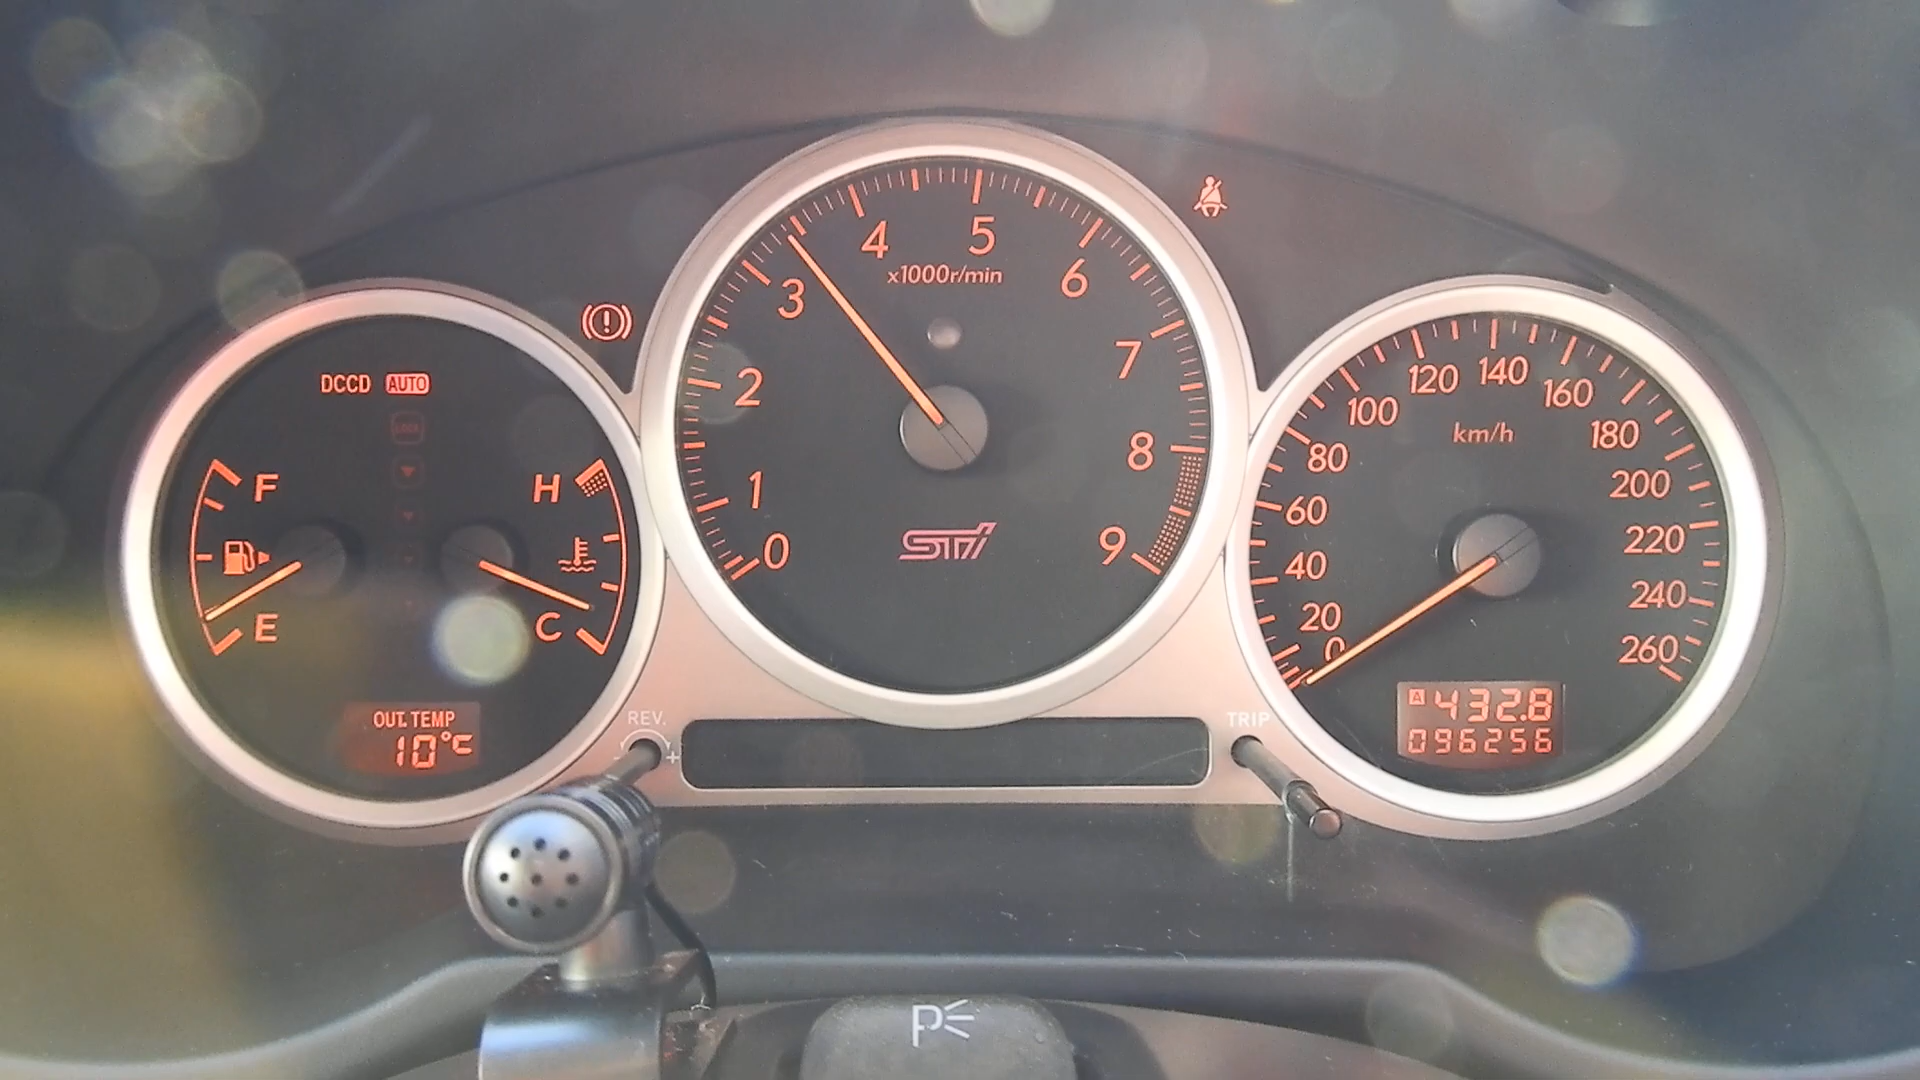 DCCD AUTO
LOCK
F
E
H
C
OUT. TEMP
10°C
0
1
2
3
4
5
6
7
8
9
x1000r/min
STi
REV.
- +
TRIP
0
20
40
60
80
100
120
140
160
180
200
220
240
260
km/h
A 432.8
096256
P